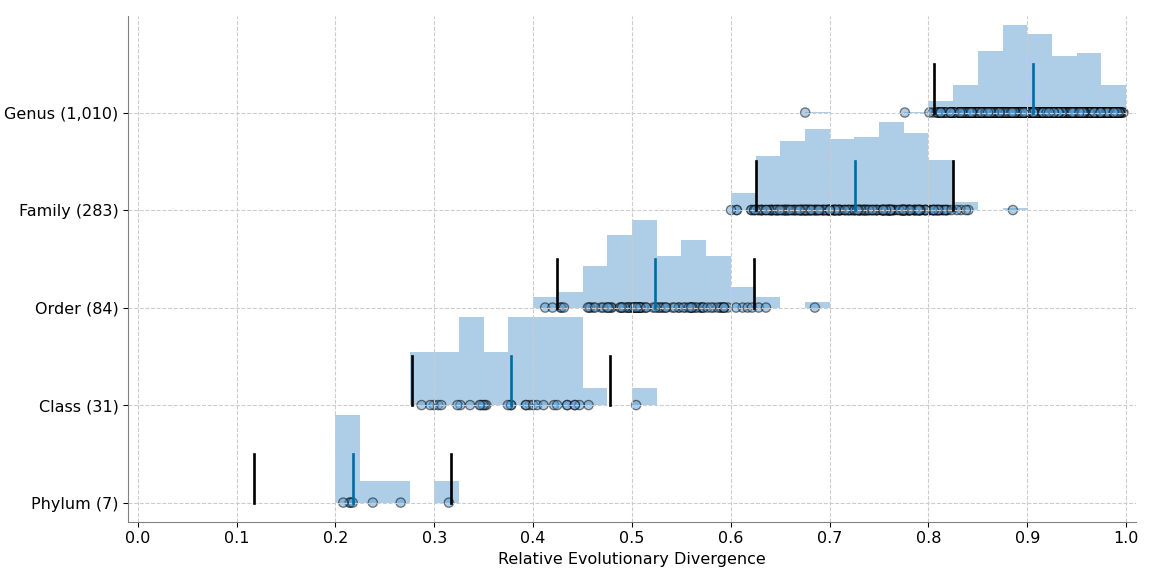 Genus (1,010)
Family (283)
Order (84)
Class (31)
Phylum (7)
0.0 0.1 0.2 0.3 0.4 0.5 0.6 0.7 0.8 0.9 1.0
Relative Evolutionary Divergence